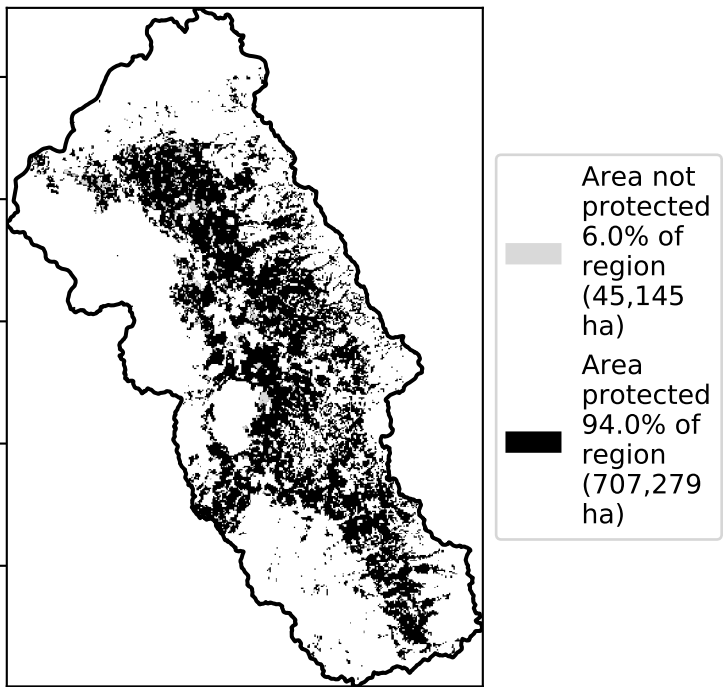 Area not
protected
6.0% of
region
(45,145
ha)
Area
protected
94.0% of
region
(707,279
ha)